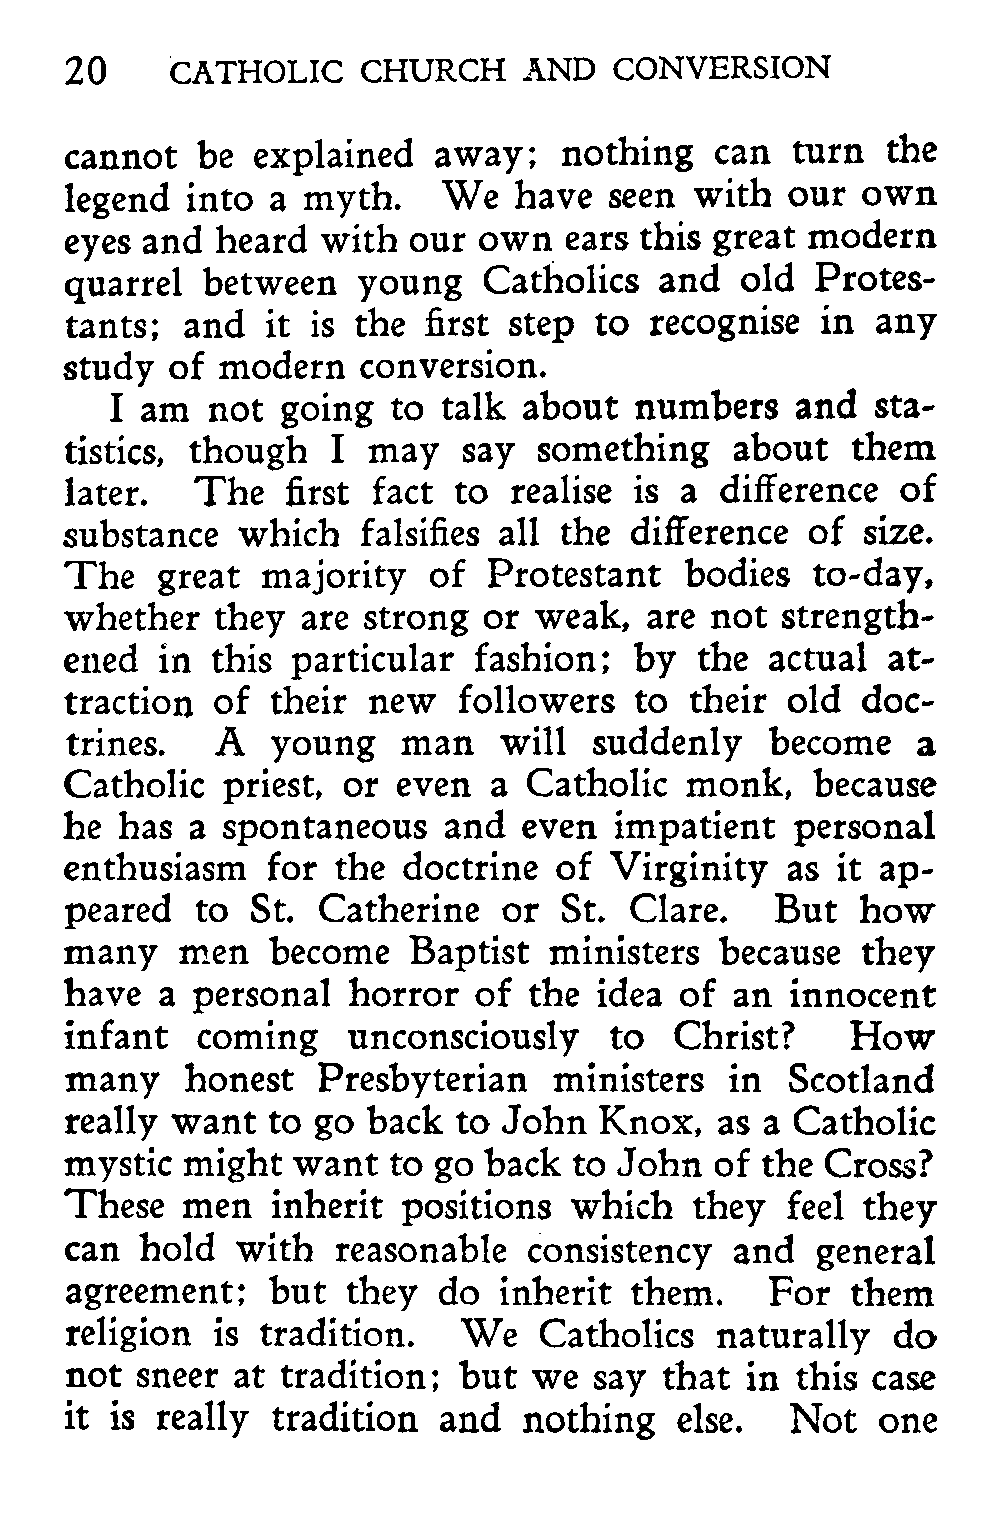 20 CATHOLIC CHURCH AND CONVERSION
cannot be explained away; nothing can turn the
legend into a myth. We have seen with our own
eyes and heard with our own ears this great modern
quarrel between young Catholics and old Protes-
tants; and it is the first step to recognise in any
study of modern conversion.
I am not going to talk about numbers and sta-
tistics, though I may say something about them
later. The first fact to realise is a difference of
substance which falsifies all the difference of size.
The great majority of Protestant bodies to-day,
whether they are strong or weak, are not strength-
ened in this particular fashion; by the actual at-
traction of their new followers to their old doc-
trines. A young man will suddenly become a
Catholic priest, or even a Catholic monk, because
he has a spontaneous and even impatient personal
enthusiasm for the doctrine of Virginity as it ap-
peared to St. Catherine or St. Clare. But how
many men become Baptist ministers because they
have a personal horror of the idea of an innocent
infant coming unconsciously to Christ? How
many honest Presbyterian ministers in Scotland
really want to go back to John Knox, as a Catholic
mystic might want to go back to John of the Cross?
These men inherit positions which they feel they
can hold with reasonable consistency and general
agreement; but they do inherit them. For them
religion is tradition. We Catholics naturally do
not sneer at tradition; but we say that in this case
it is really tradition and nothing else. Not one